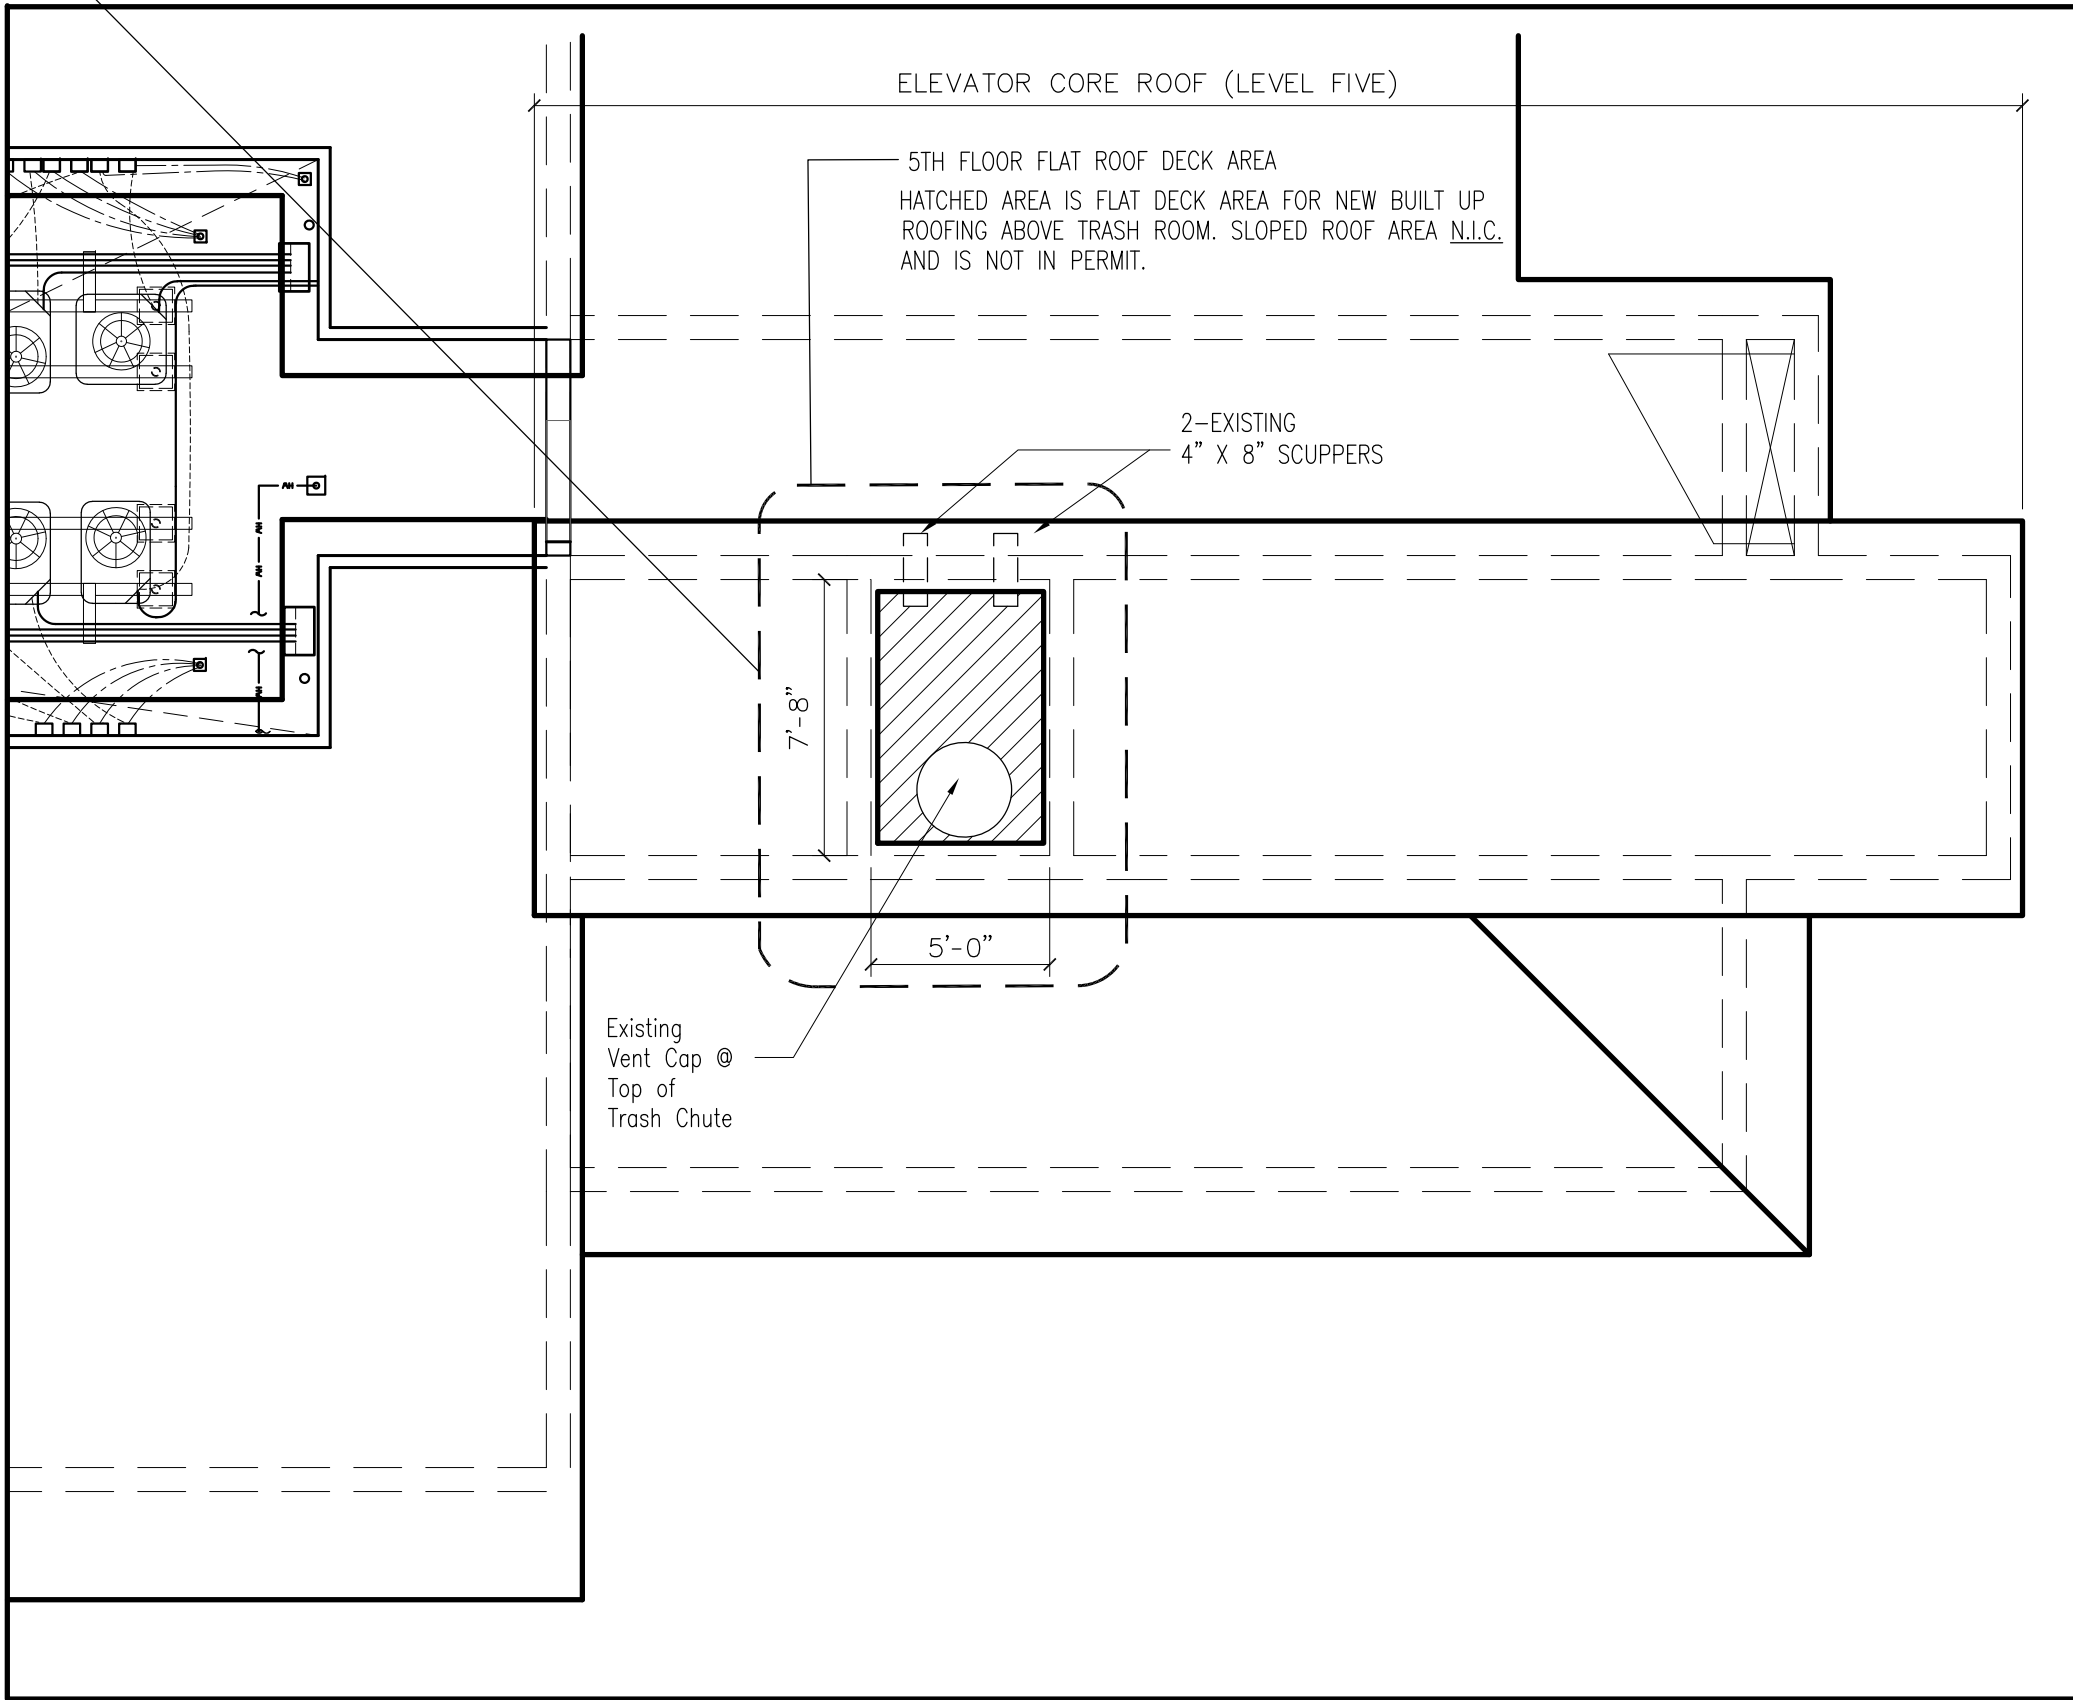 ELEVATOR CORE ROOF (LEVEL FIVE)
5TH FLOOR FLAT ROOF DECK AREA
HATCHED AREA IS FLAT DECK AREA FOR NEW BUILT UP
ROOFING ABOVE TRASH ROOM. SLOPED ROOF AREA N.I.C.
AND IS NOT IN PERMIT.
2-EXISTING
4" X 8" SCUPPERS
7'-8"
5'-0"
Existing
Vent Cap @
Top of
Trash Chute